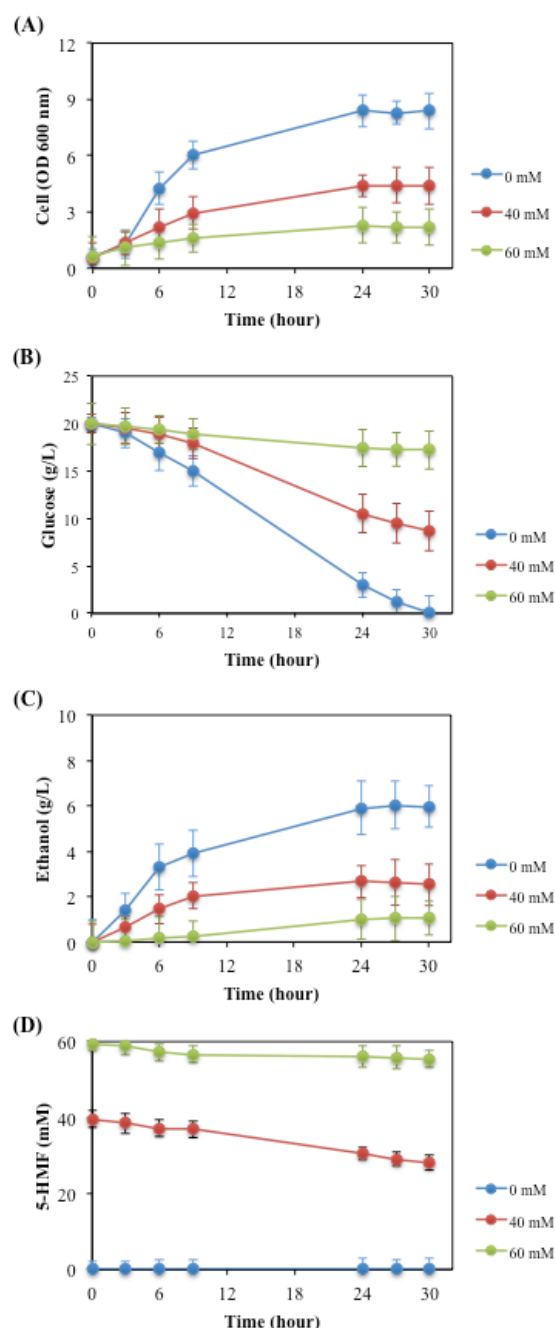 (A)
12
9
6
3
0
Cell (OD 600 nm)
0 6 12 18 24 30
Time (hour)
0 mM
40 mM
60 mM
(B)
25
20
15
10
5
0
Glucose (g/L)
0 6 12 18 24 30
Time (hour)
0 mM
40 mM
60 mM
(C)
10
8
6
4
2
0
Ethanol (g/L)
0 6 12 18 24 30
Time (hour)
0 mM
40 mM
60 mM
(D)
60
40
20
0
5-HMF (mM)
0 6 12 18 24 30
Time (hour)
0 mM
40 mM
60 mM